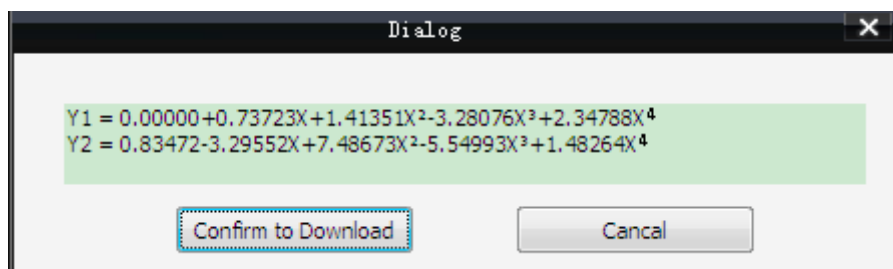 Dialog
Y1 = 0.00000+0.73723X+1.41351X²-3.28076X³+2.34788X⁴
Y2 = 0.83472-3.29552X+7.48673X²-5.54993X³+1.48264X⁴
Confirm to Download
Cancal